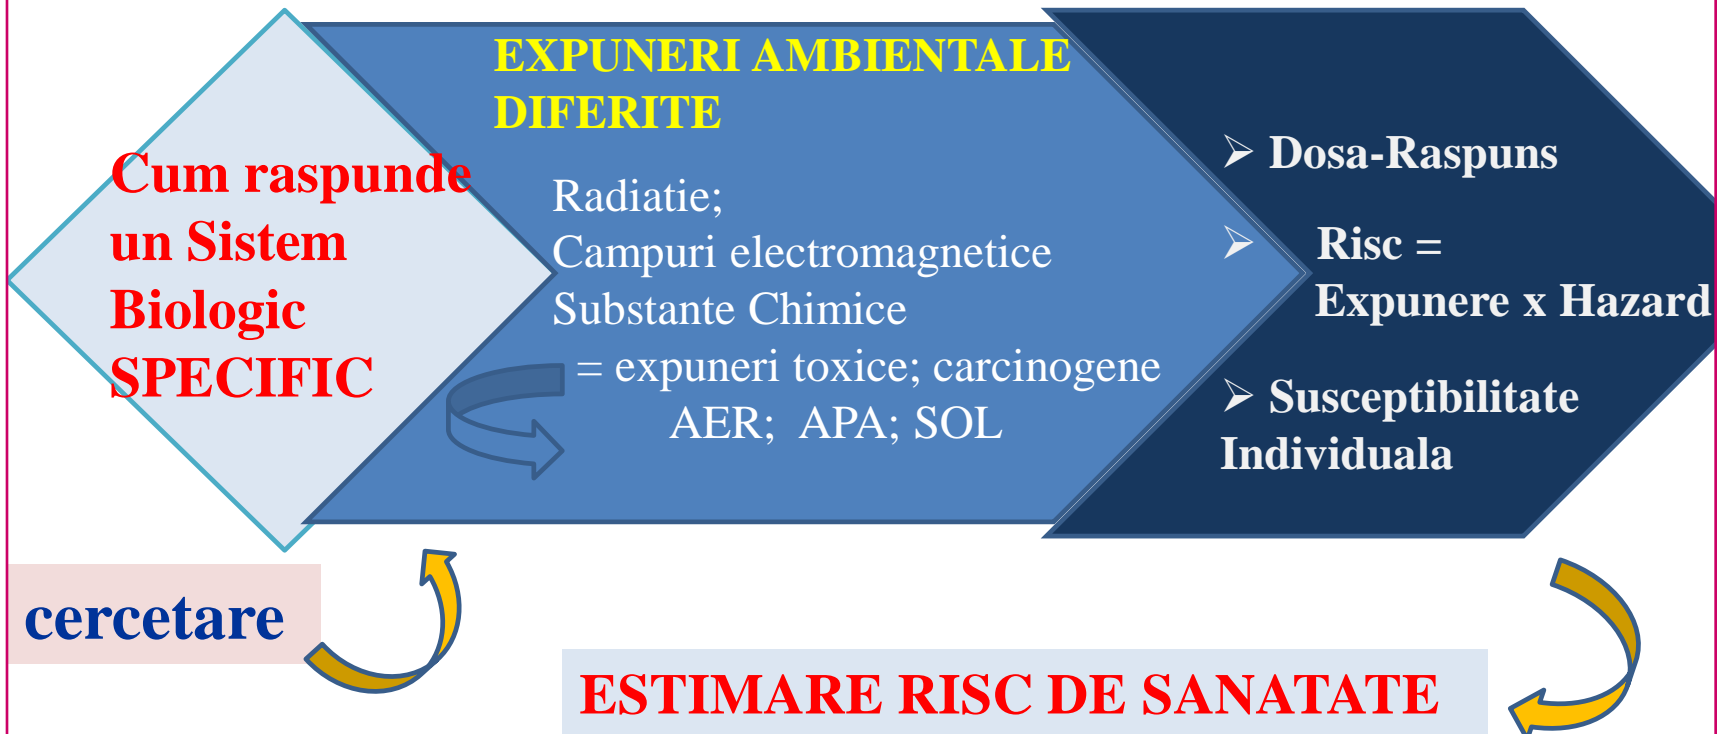 Cum raspunde
un Sistem
Biologic
SPECIFIC
EXPUNERI AMBIENTALE
DIFERITE
Radiatie;
Campuri electromagnetice
Substante Chimice
= expuneri toxice; carcinogene
AER; APA; SOL
➢ Dosa-Raspuns
➢ Risc =
Expunere x Hazard
➢ Susceptibilitate
Individuala
cercetare
ESTIMARE RISC DE SANATATE